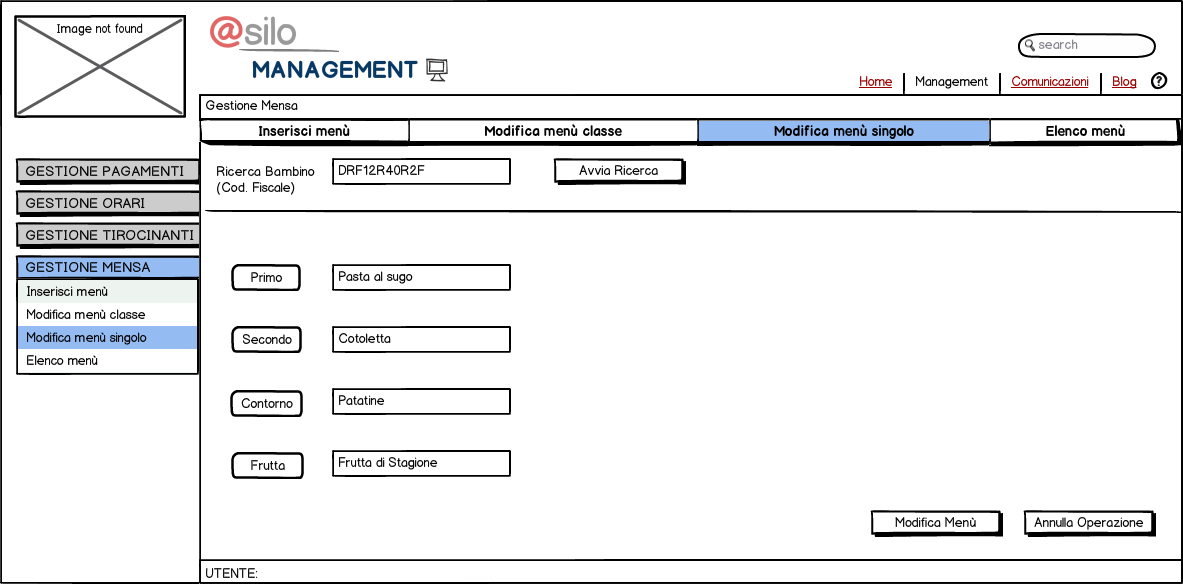 Image not found
@silo
MANAGEMENT
search
Home
Management
Comunicazioni
Blog
?
Gestione Mensa
Inserisci menù
Modifica menù classe
Modifica menù singolo
Elenco menù
GESTIONE PAGAMENTI
GESTIONE ORARI
GESTIONE TIROCINANTI
GESTIONE MENSA
Inserisci menù
Modifica menù classe
Modifica menù singolo
Elenco menù
Ricerca Bambino
(Cod. Fiscale)
DRF12R40R2F
Avvia Ricerca
Primo
Pasta al sugo
Secondo
Cotoletta
Contorno
Patatine
Frutta
Frutta di Stagione
Modifica Menù
Annulla Operazione
UTENTE: